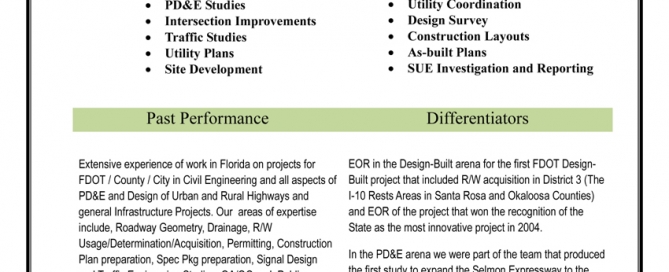 • PD&E Studies
• Intersection Improvements
• Traffic Studies
• Utility Plans
• Site Development
• Utility Coordination
• Design Survey
• Construction Layouts
• As-built Plans
• SUE Investigation and Reporting
Past Performance
Extensive experience of work in Florida on projects for
FDOT / County / City in Civil Engineering and all aspects of
PD&E and Design of Urban and Rural Highways and
general Infrastructure Projects. Our areas of expertise
include, Roadway Geometry, Drainage, R/W
Usage/Determination/Acquisition, Permitting, Construction
Plan preparation, Spec Pkg preparation, Signal Design
Differentiators
EOR in the Design-Built arena for the first FDOT Design-
Built project that included R/W acquisition in District 3 (The
I-10 Rests Areas in Santa Rosa and Okaloosa Counties)
and EOR of the project that won the recognition of the
State as the most innovative project in 2004.
In the PD&E arena we were part of the team that produced
the first study to expand the Selmon Expressway to the